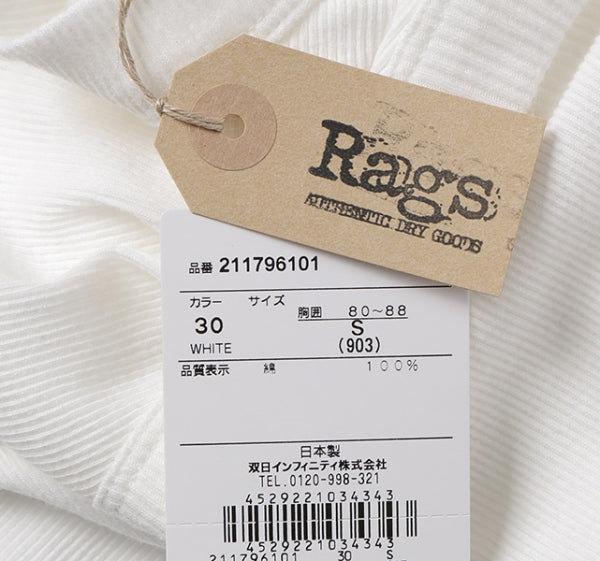 Rags
AUTHENTIC DRY GOODS
品番 211796101
カラー サイズ
胸囲 80～88
30 S
WHITE (903)
品質表示 綿 100%
日本製
双日インフィニティ株式会社
TEL.0120-998-321
4529221034343
4529221034343
211796101 30 S